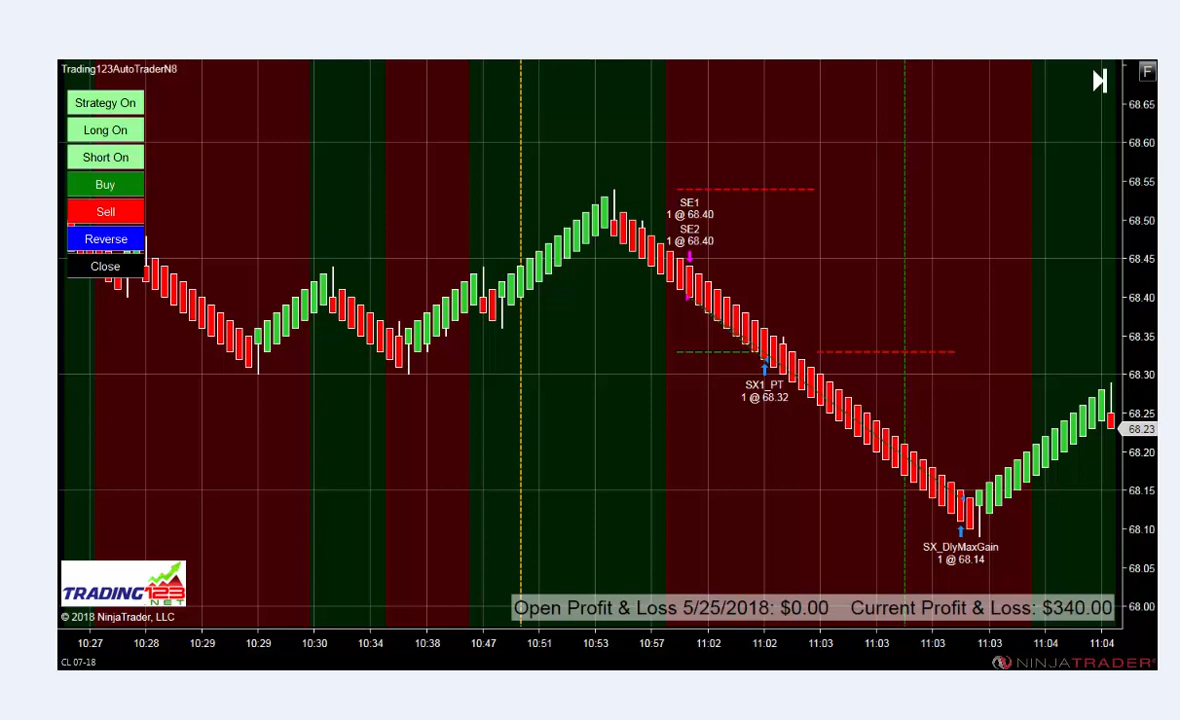 Trading123AutoTraderN8
F
Strategy On
Long On
Short On
Buy
Sell
Reverse
Close
SE1
1 @ 68.40
SE2
1 @ 68.40
SX1_PT
1 @ 68.32
SX_DlyMaxGain
1 @ 68.14
68.65
68.60
68.55
68.50
68.45
68.40
68.35
68.30
68.25
68.23
68.20
68.15
68.10
68.05
68.00
TRADING123
.NET
© 2018 NinjaTrader, LLC
Open Profit & Loss 5/25/2018: $0.00 Current Profit & Loss: $340.00
10:27 10:28 10:29 10:29 10:30 10:34 10:38 10:47 10:51 10:53 10:57 11:02 11:02 11:03 11:03 11:03 11:03 11:04 11:04
CL 07-18
NINJATRADER